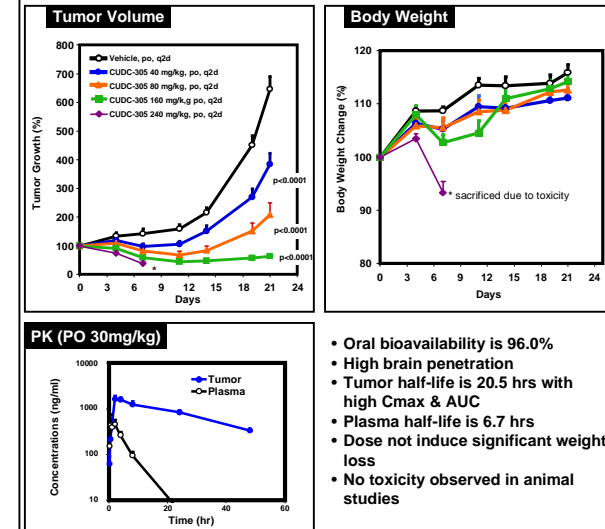 Tumor Volume
800
700
600
500
400
300
200
100
0
Tumor Growth (%)
Vehicle, po, q2d
CUDC-305 40 mg/kg, po, q2d
CUDC-305 80 mg/kg, po, q2d
CUDC-305 160 mg/k,g po, q2d
CUDC-305 240 mg/kg, po, q2d
p<0.0001
p<0.0001
p<0.0001
*
0 3 6 9 12 15 18 21 24
Days
Body Weight
120
110
100
90
80
Body Weight Change (%)
* sacrificed due to toxicity
0 3 6 9 12 15 18 21 24
Days
PK (PO 30mg/kg)
10000
1000
100
10
Concentrations (ng/ml)
Tumor
Plasma
0 20 40 60
Time (hr)
• Oral bioavailability is 96.0%
• High brain penetration
• Tumor half-life is 20.5 hrs with
high Cmax & AUC
• Plasma half-life is 6.7 hrs
• Dose not induce significant weight
loss
• No toxicity observed in animal
studies